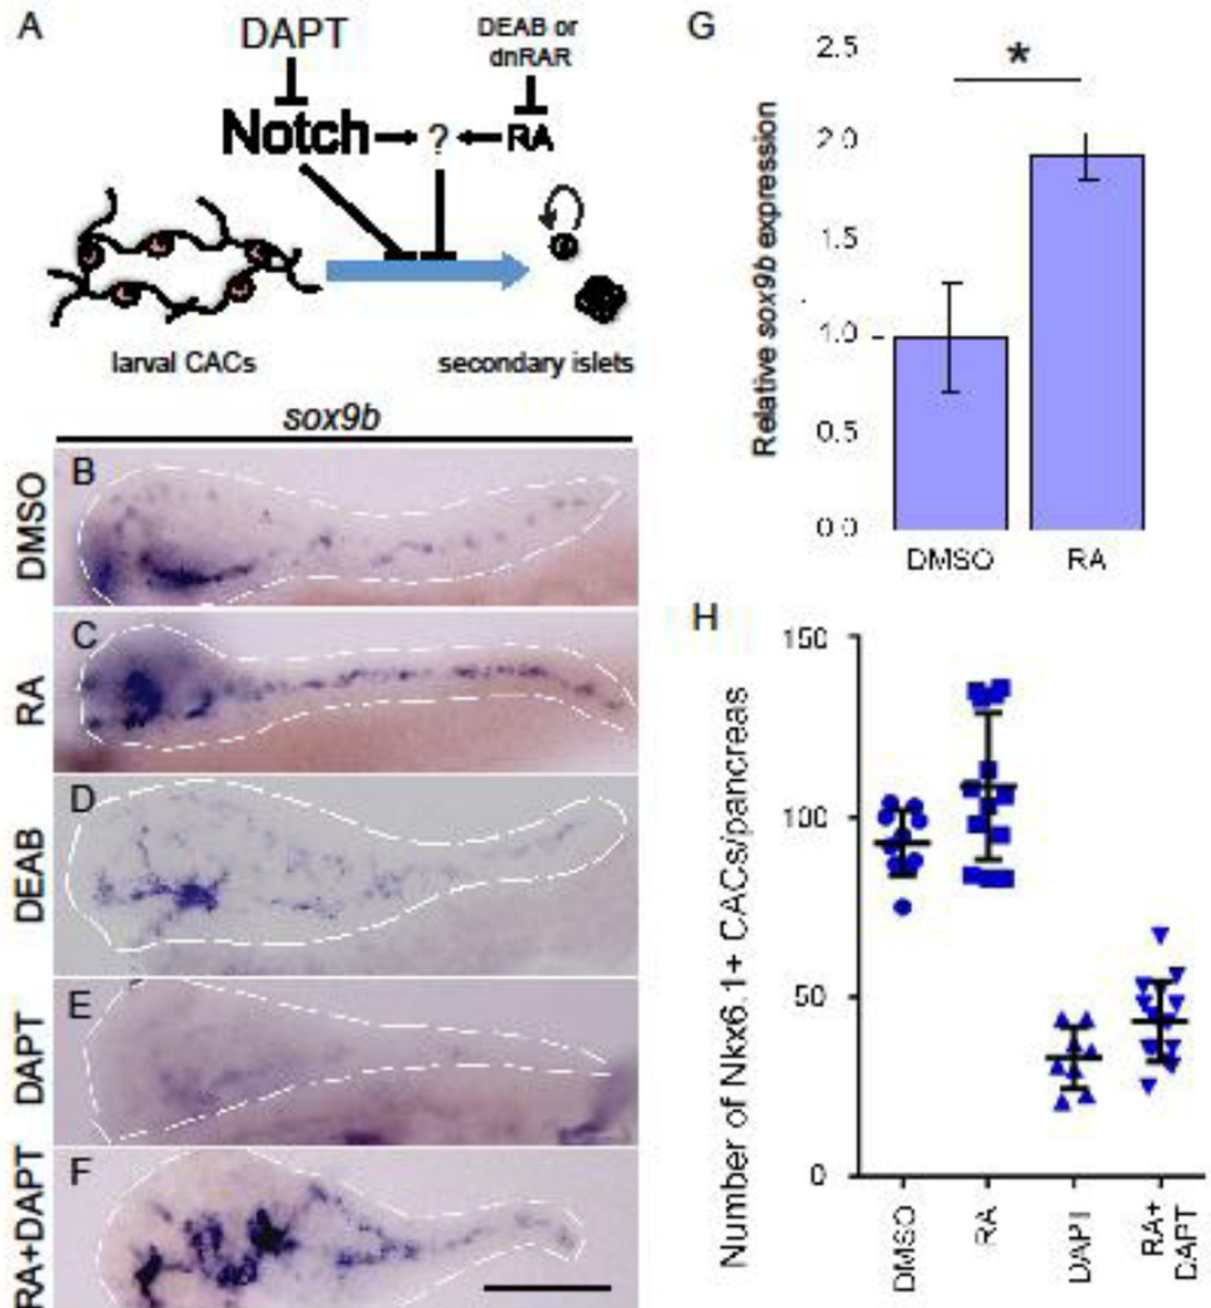 A
DAPT
DEAB or
dnRAR
Notch
?
RA
larval CACs
secondary islets
sox9b
B
DMSO
C
RA
D
DEAB
E
DAPT
F
RA+DAPT
G
Relative sox9b expression
2.5
2.0
1.5
1.0
0.5
0.0
*
DMSO
RA
H
Number of Nkx6.1+ CACs/pancreas
150
100
50
0
DMSO
RA
DAPT
RA+
DAPT